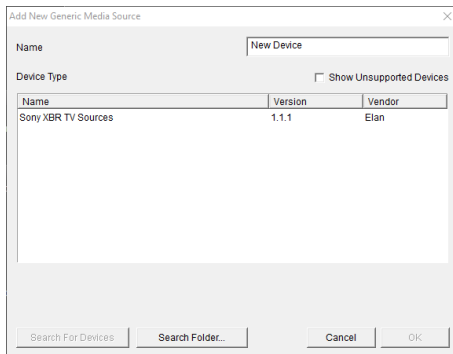 Add New Generic Media Source
Name New Device
Device Type Show Unsupported Devices
Name Version Vendor
Sony XBR TV Sources 1.1.1 Elan
Search For Devices Search Folder... Cancel OK